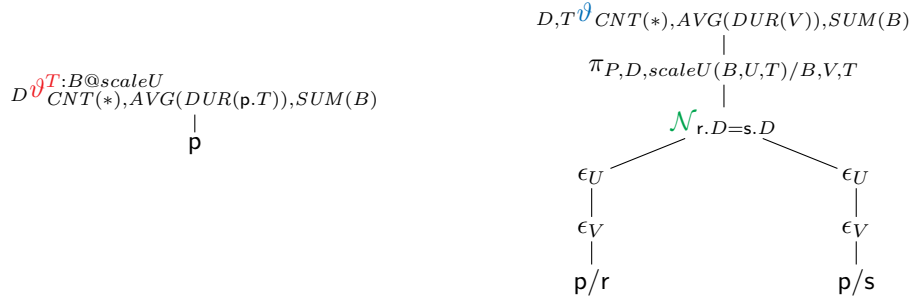 D ϑ T:B@scaleU CNT(∗),AVG(DUR(p.T)),SUM(B)
p
D,T ϑ CNT(∗),AVG(DUR(V)),SUM(B)
π P,D,scaleU(B,U,T)/B,V,T
𝒩 r.D=s.D
ϵU ϵU
ϵV ϵV
p/r p/s